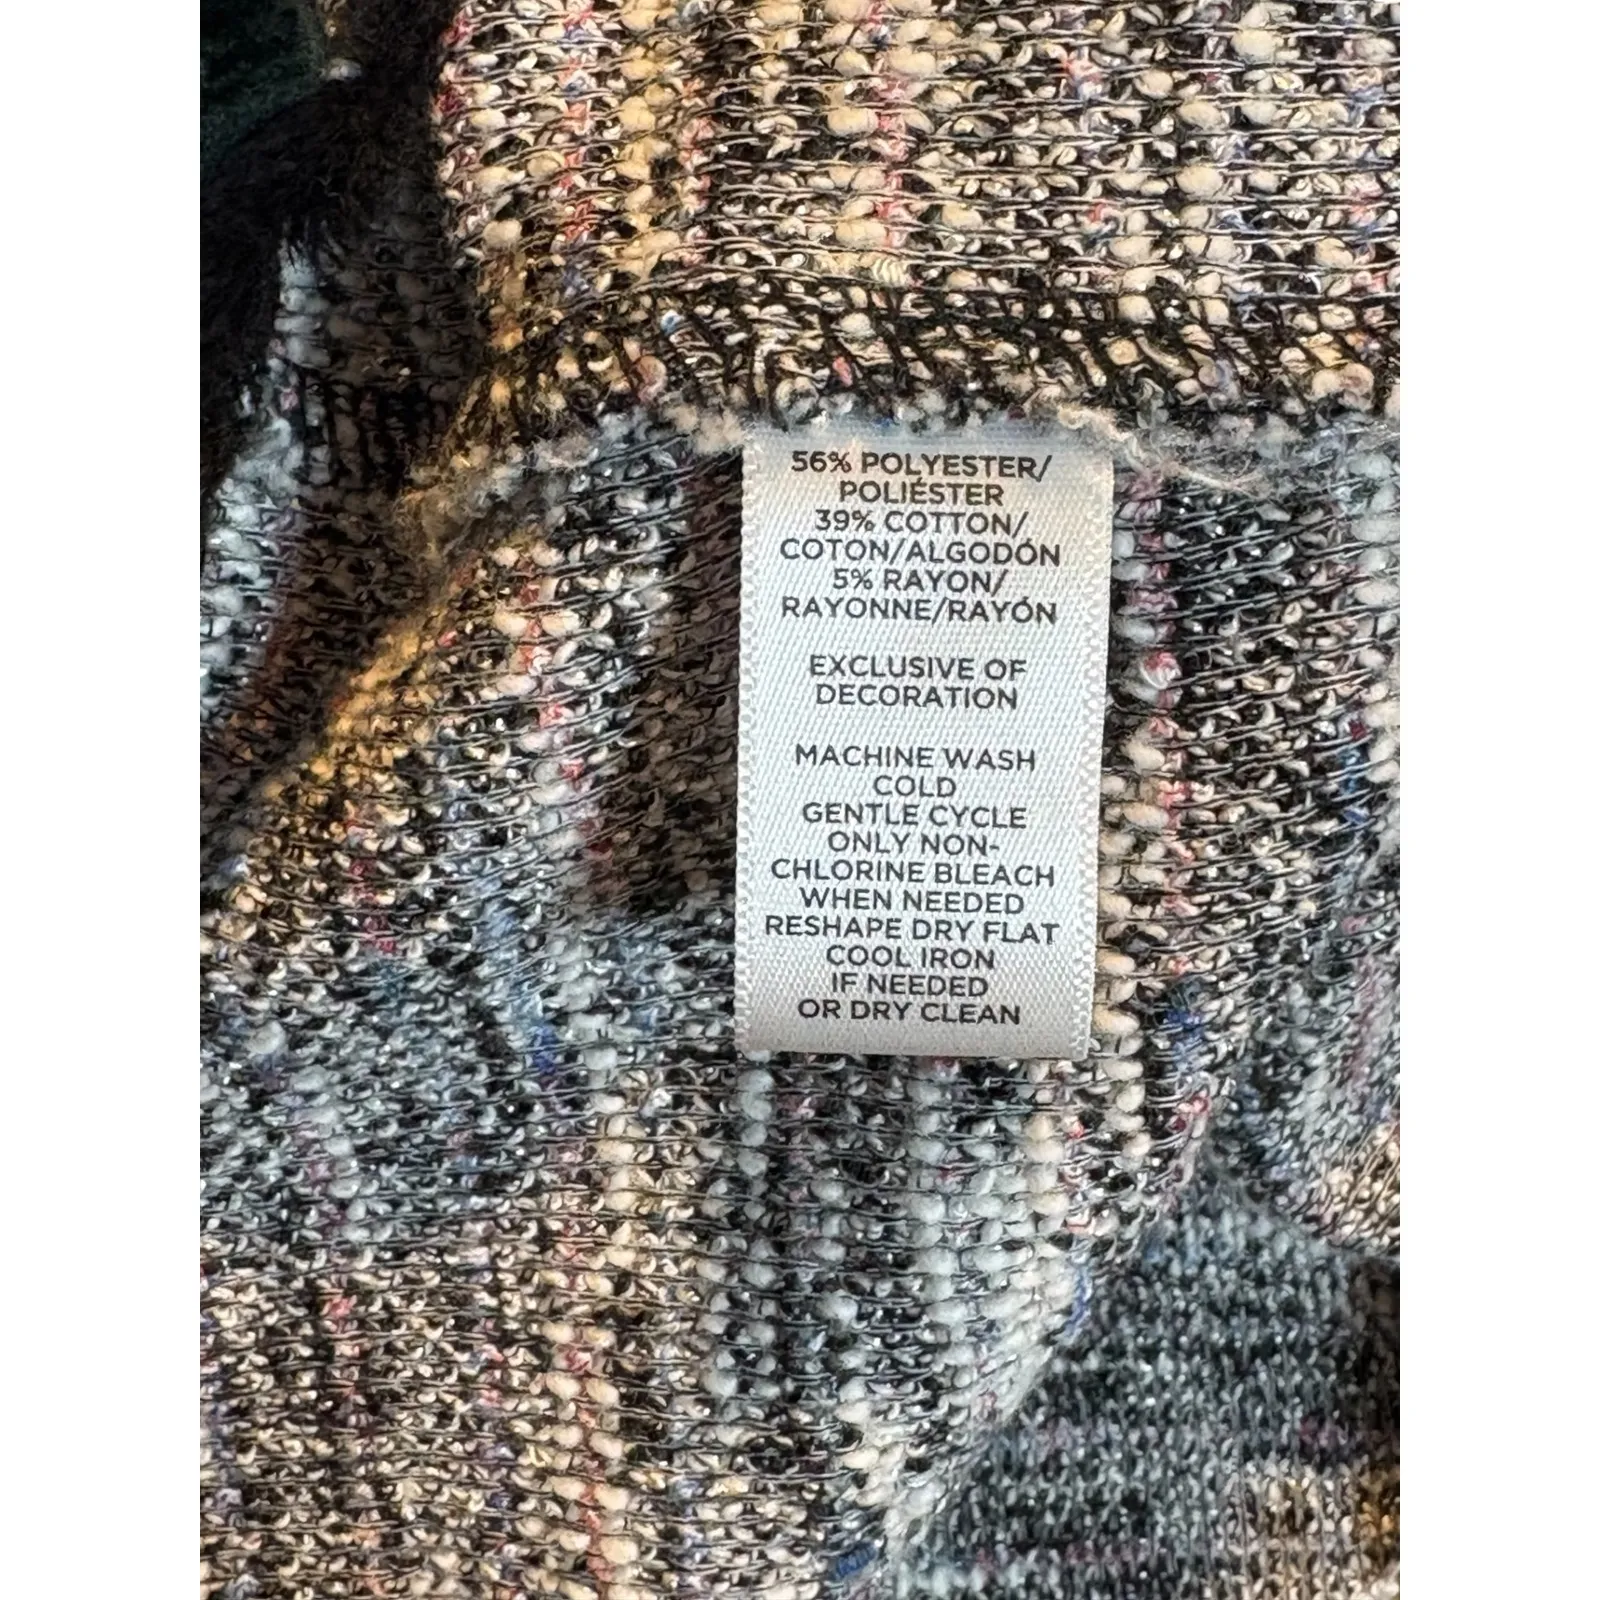 56% POLYESTER/
POLIÉSTER
39% COTTON/
COTON/ALGODÓN
5% RAYON/
RAYONNE/RAYÓN
EXCLUSIVE OF
DECORATION
MACHINE WASH
COLD
GENTLE CYCLE
ONLY NON-
CHLORINE BLEACH
WHEN NEEDED
RESHAPE DRY FLAT
COOL IRON
IF NEEDED
OR DRY CLEAN